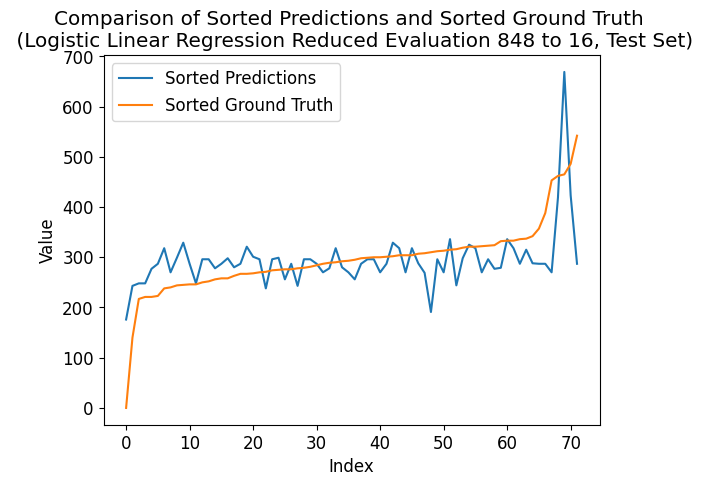 Comparison of Sorted Predictions and Sorted Ground Truth
(Logistic Linear Regression Reduced Evaluation 848 to 16, Test Set)
Sorted Predictions
Sorted Ground Truth
700
600
500
400
300
200
100
0
Value
0 10 20 30 40 50 60 70
Index